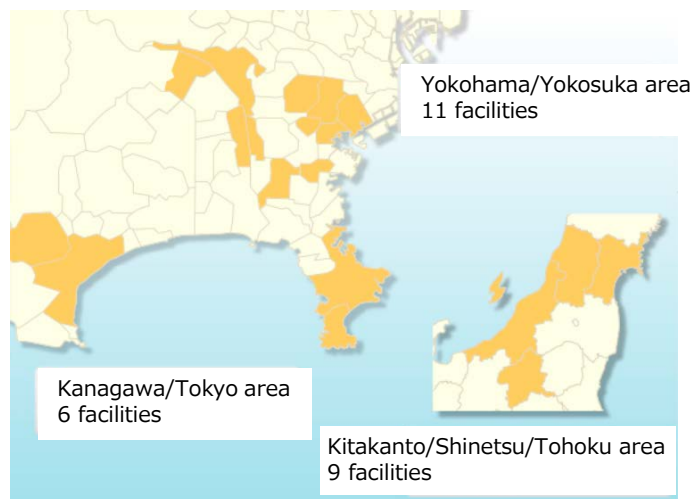 Yokohama/Yokosuka area
11 facilities
Kanagawa/Tokyo area
6 facilities
Kitakanto/Shinetsu/Tohoku area
9 facilities